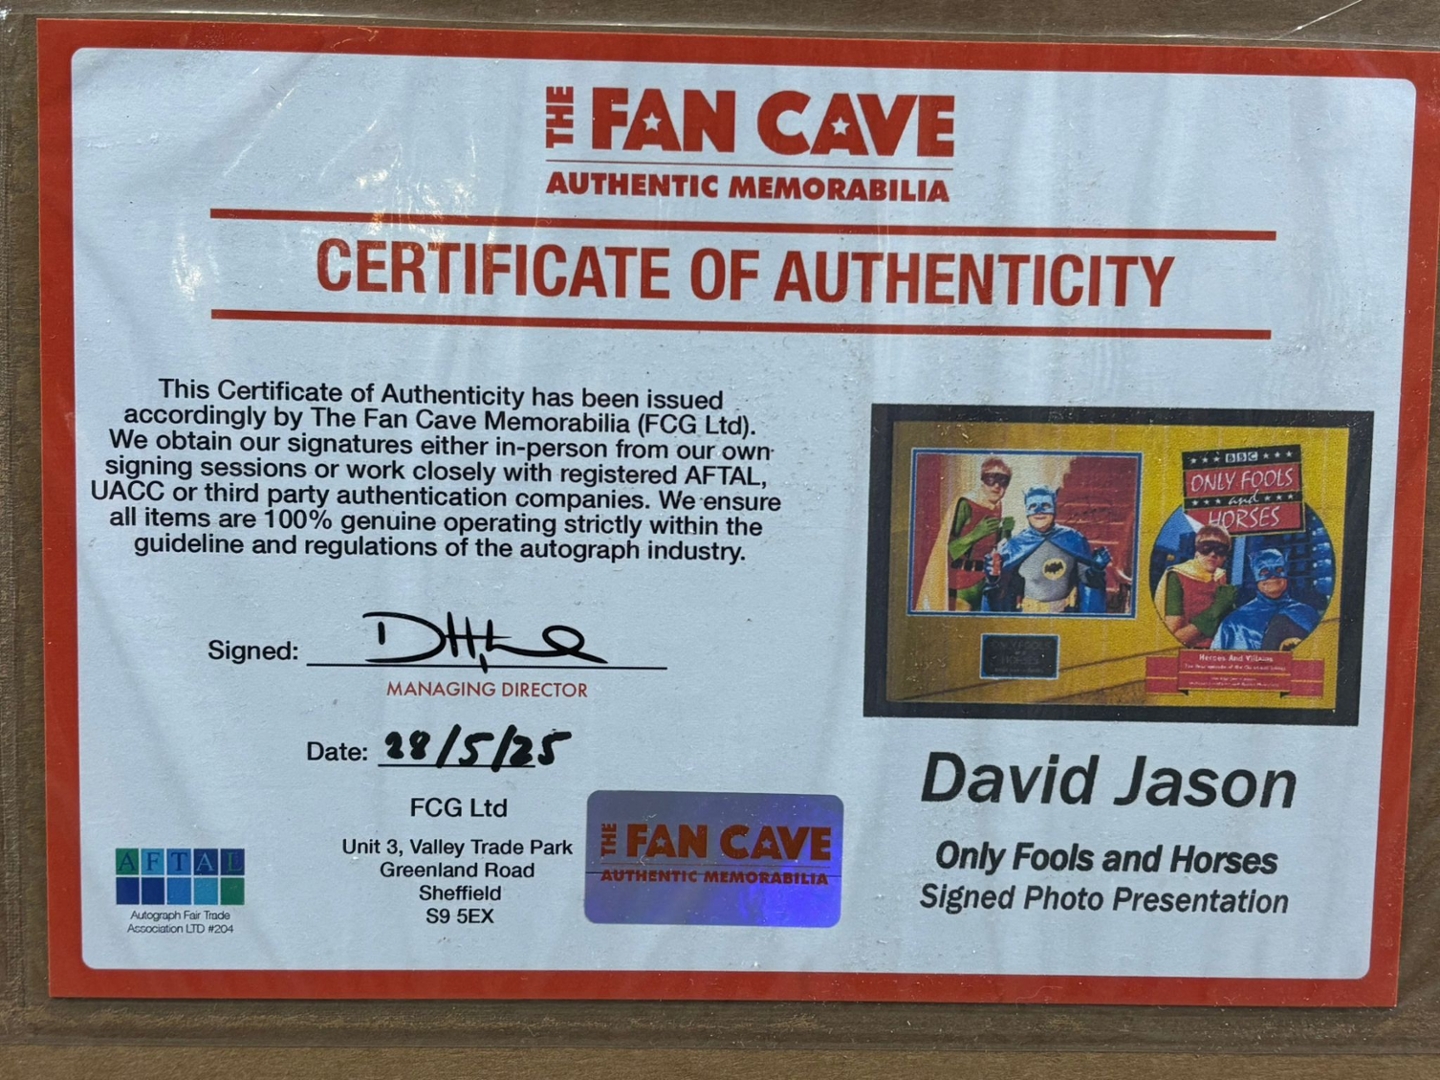 THE FAN CAVE
AUTHENTIC MEMORABILIA
CERTIFICATE OF AUTHENTICITY
This Certificate of Authenticity has been issued
accordingly by The Fan Cave Memorabilia (FCG Ltd).
We obtain our signatures either in-person from our own
signing sessions or work closely with registered AFTAL,
UACC or third party authentication companies. We ensure
all items are 100% genuine operating strictly within the
guideline and regulations of the autograph industry.
Signed:
MANAGING DIRECTOR
Date: 28/5/25
FCG Ltd
Unit 3, Valley Trade Park
Greenland Road
Sheffield
S9 5EX
AFTAL
Autograph Fair Trade
Association LTD #204
THE FAN CAVE
AUTHENTIC MEMORABILIA
BBC
ONLY FOOLS
and
HORSES
Heroes And Villains
David Jason
Only Fools and Horses
Signed Photo Presentation